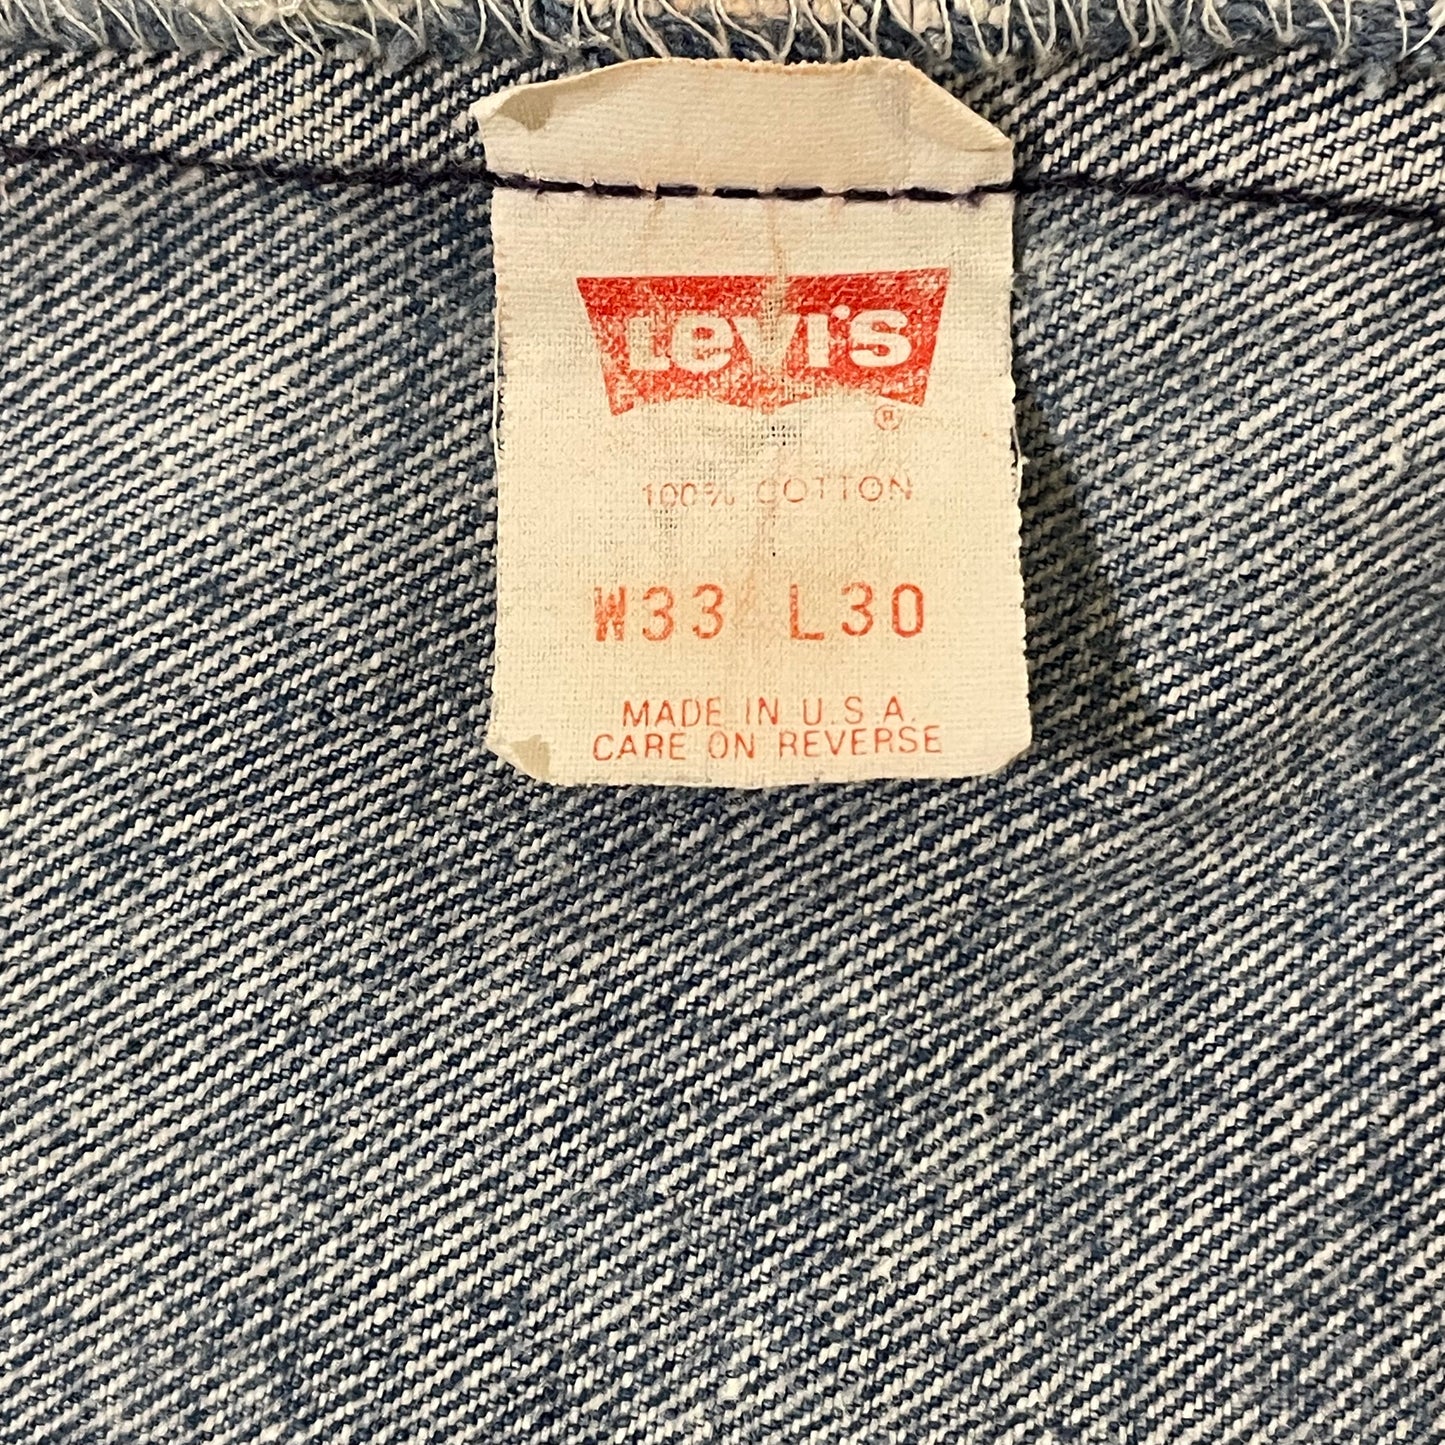 Levi's
®
100% COTTON
W33 L30
MADE IN U.S.A.
CARE ON REVERSE